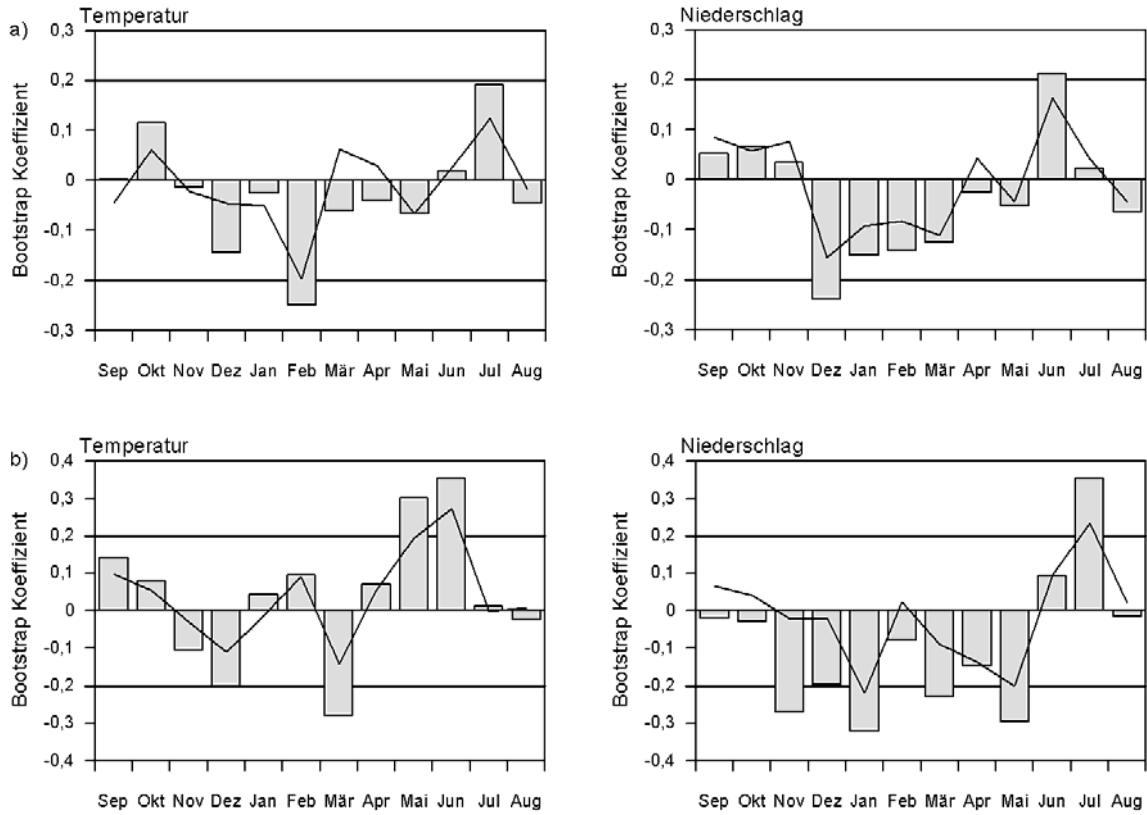 a)
Temperatur
Bootstrap Koeffizient
0,3
0,2
0,1
0
-0,1
-0,2
-0,3
Sep Okt Nov Dez Jan Feb Mär Apr Mai Jun Jul Aug
Niederschlag
Bootstrap Koeffizient
0,3
0,2
0,1
0
-0,1
-0,2
-0,3
Sep Okt Nov Dez Jan Feb Mär Apr Mai Jun Jul Aug
b)
Temperatur
Bootstrap Koeffizient
0,4
0,3
0,2
0,1
0
-0,1
-0,2
-0,3
-0,4
Sep Okt Nov Dez Jan Feb Mär Apr Mai Jun Jul Aug
Niederschlag
Bootstrap Koeffizient
0,4
0,3
0,2
0,1
0
-0,1
-0,2
-0,3
-0,4
Sep Okt Nov Dez Jan Feb Mär Apr Mai Jun Jul Aug